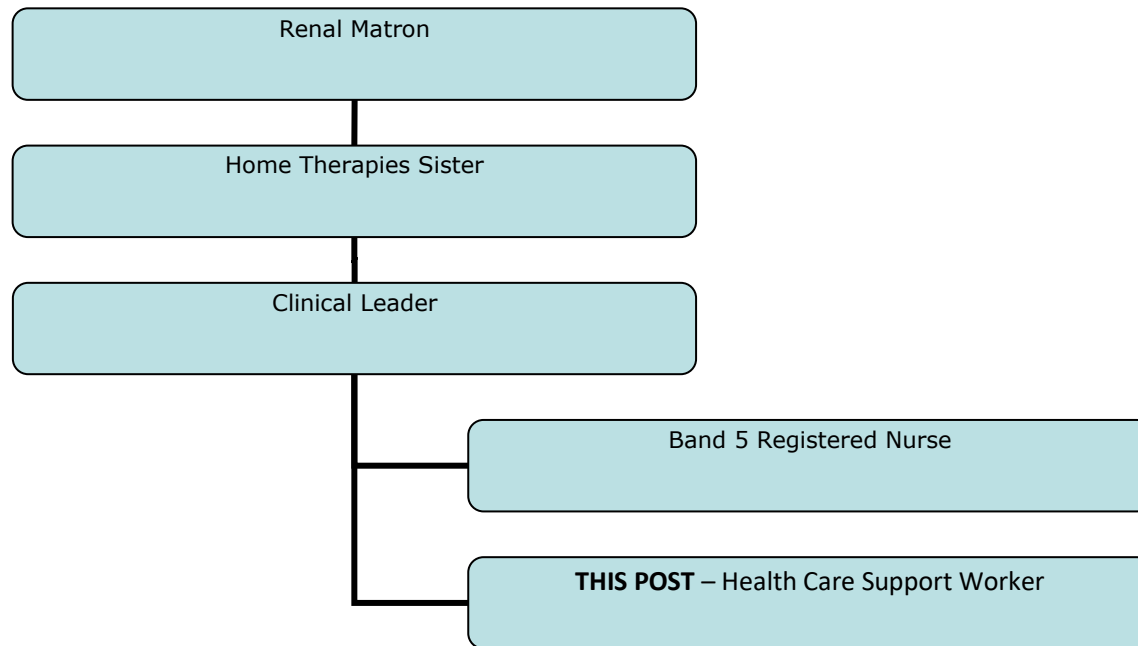 Renal Matron
Home Therapies Sister
Clinical Leader
Band 5 Registered Nurse
THIS POST – Health Care Support Worker